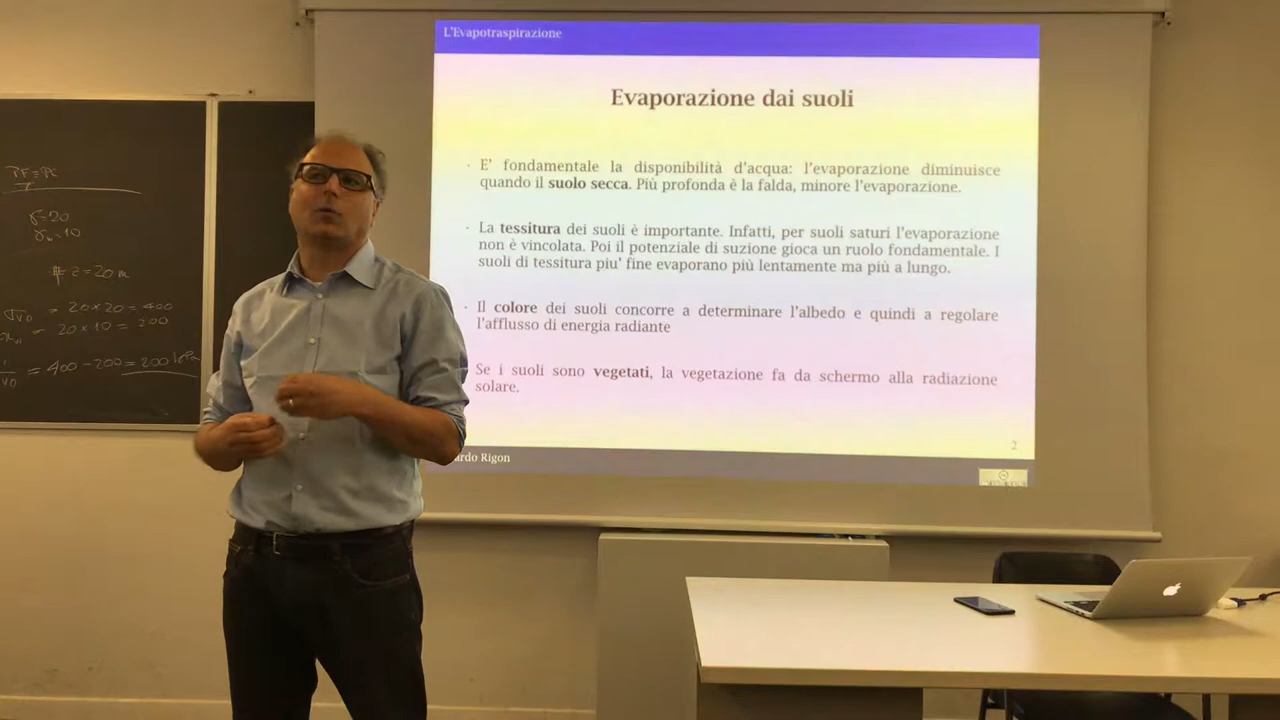 L'Evapotraspirazione
Evaporazione dai suoli
· E' fondamentale la disponibilità d'acqua: l'evaporazione diminuisce
quando il suolo secca. Più profonda è la falda, minore l'evaporazione.
· La tessitura dei suoli è importante. Infatti, per suoli saturi l'evaporazione
non è vincolata. Poi il potenziale di suzione gioca un ruolo fondamentale. I
suoli di tessitura piu' fine evaporano più lentamente ma più a lungo.
· Il colore dei suoli concorre a determinare l'albedo e quindi a regolare
l'afflusso di energia radiante
Se i suoli sono vegetati, la vegetazione fa da schermo alla radiazione
solare.
2
ardo Rigon
γ=20
γw=10
z=20 m
= 20×20=400
= 20×10=200
= 400-200=200 kPa